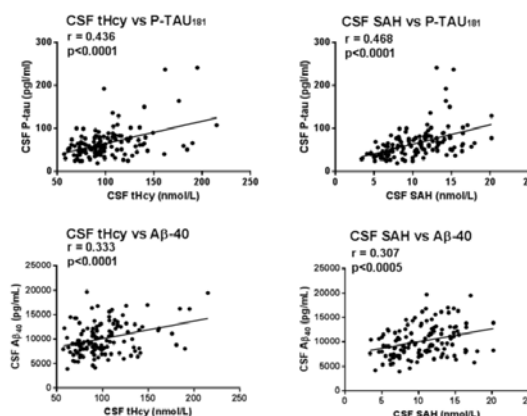 CSF tHcy vs P-TAU181
r = 0.436
p<0.0001
300
200
100
0
50
100
150
200
250
CSF P-tau (pgl/ml)
CSF tHcy (nmol/L)
CSF SAH vs P-TAU181
r = 0.468
p<0.0001
300
200
100
0
0
5
10
15
20
25
CSF P-tau (pgl/ml)
CSF SAH (nmol/L)
CSF tHcy vs Aβ-40
r = 0.333
p<0.0001
25000
20000
15000
10000
5000
0
50
100
150
200
250
CSF Aβ40 (pg/mL)
CSF tHcy (nmol/L)
CSF SAH vs Aβ-40
r = 0.307
p<0.0005
25000
20000
15000
10000
5000
0
0
5
10
15
20
CSF Aβ40 (pg/mL)
CSF SAH (nmol/L)